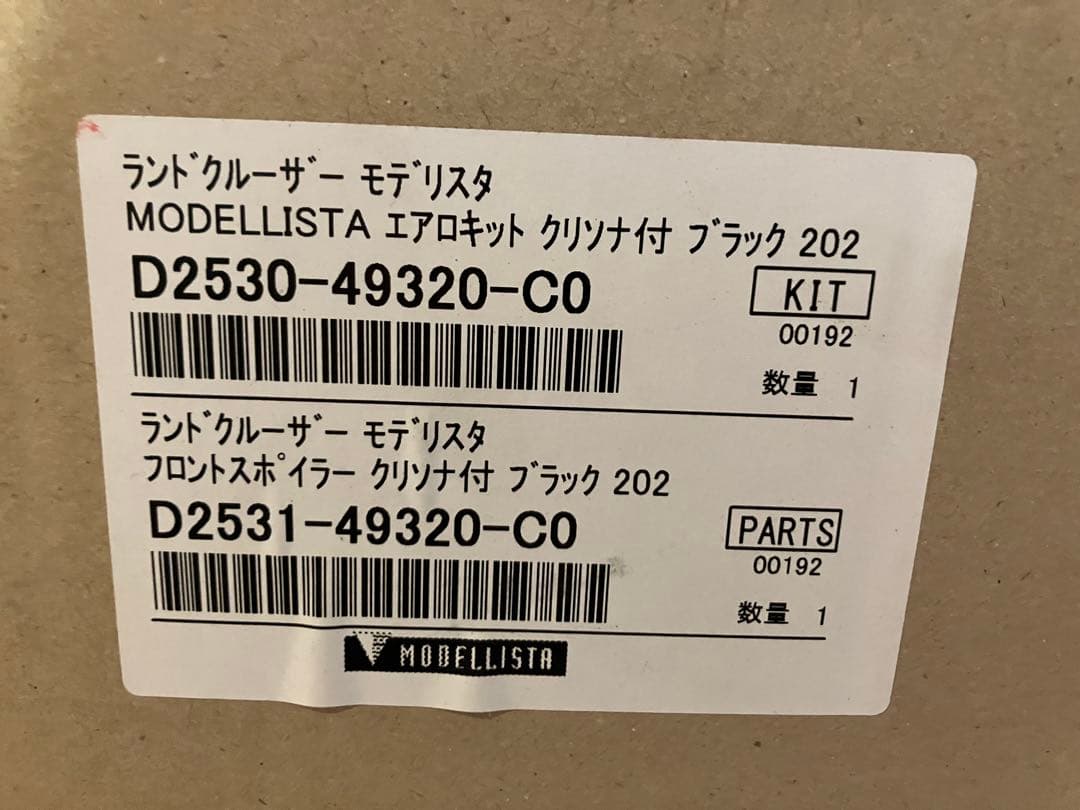 ランドクルーザー モデリスタ
MODELLISTA エアロキット クリソナ付 ブラック 202
D2530-49320-C0
KIT
00192
数量 1
ランドクルーザー モデリスタ
フロントスポイラー クリソナ付 ブラック 202
D2531-49320-C0
PARTS
00192
数量 1
MODELLISTA